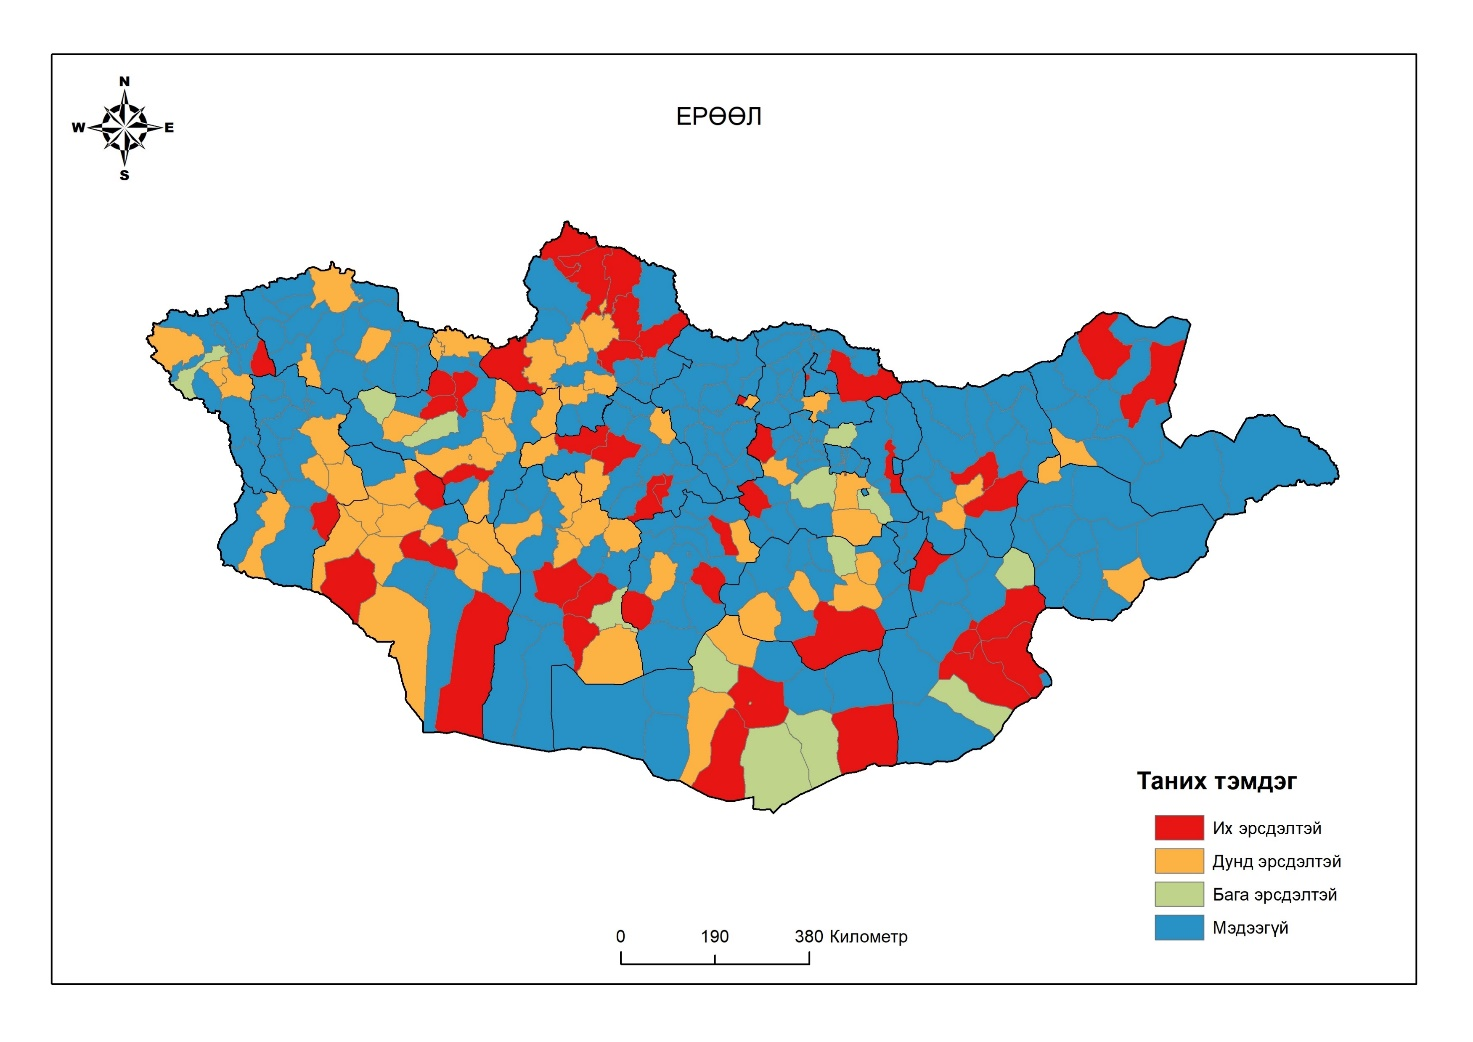 N
W E
S
ЕРӨӨЛ
Таних тэмдэг
Их эрсдэлтэй
Дунд эрсдэлтэй
Бага эрсдэлтэй
Мэдээгүй
0 190 380 Километр